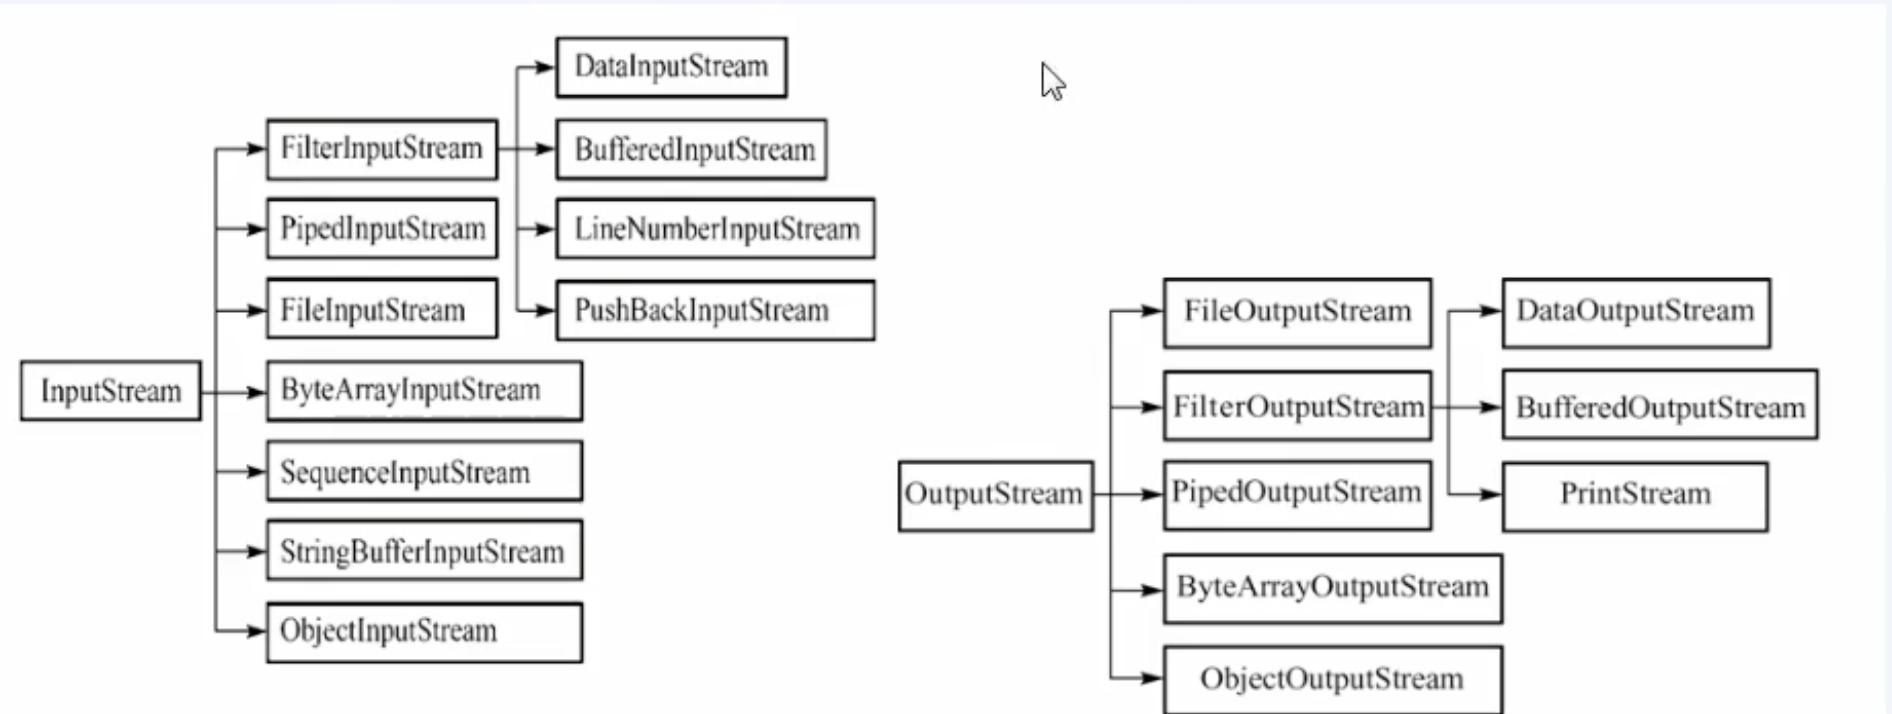 DataInputStream
FilterInputStream
BufferedInputStream
PipedInputStream
LineNumberInputStream
FileInputStream
PushBackInputStream
InputStream
ByteArrayInputStream
SequenceInputStream
StringBufferInputStream
ObjectInputStream
FileOutputStream
DataOutputStream
FilterOutputStream
BufferedOutputStream
OutputStream
PipedOutputStream
PrintStream
ByteArrayOutputStream
ObjectOutputStream